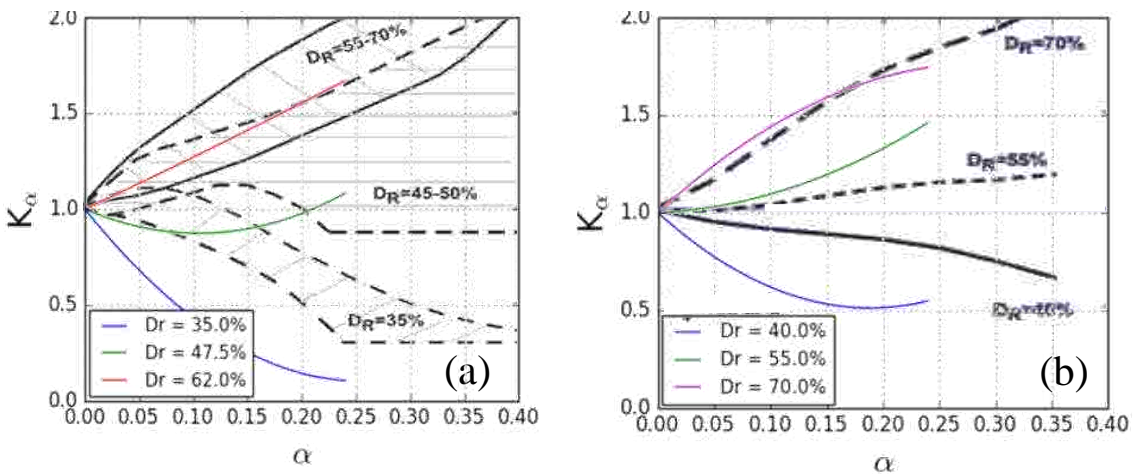 2.0
1.5
1.0
0.5
0.0
Kα
DR=55-70%
DR=45-50%
DR=35%
Dr = 35.0%
Dr = 47.5%
Dr = 62.0%
(a)
0.00 0.05 0.10 0.15 0.20 0.25 0.30 0.35 0.40
α
2.0
1.5
1.0
0.5
0.0
Kα
DR=70%
DR=55%
DR=40%
Dr = 40.0%
Dr = 55.0%
Dr = 70.0%
(b)
0.00 0.05 0.10 0.15 0.20 0.25 0.30 0.35 0.40
α